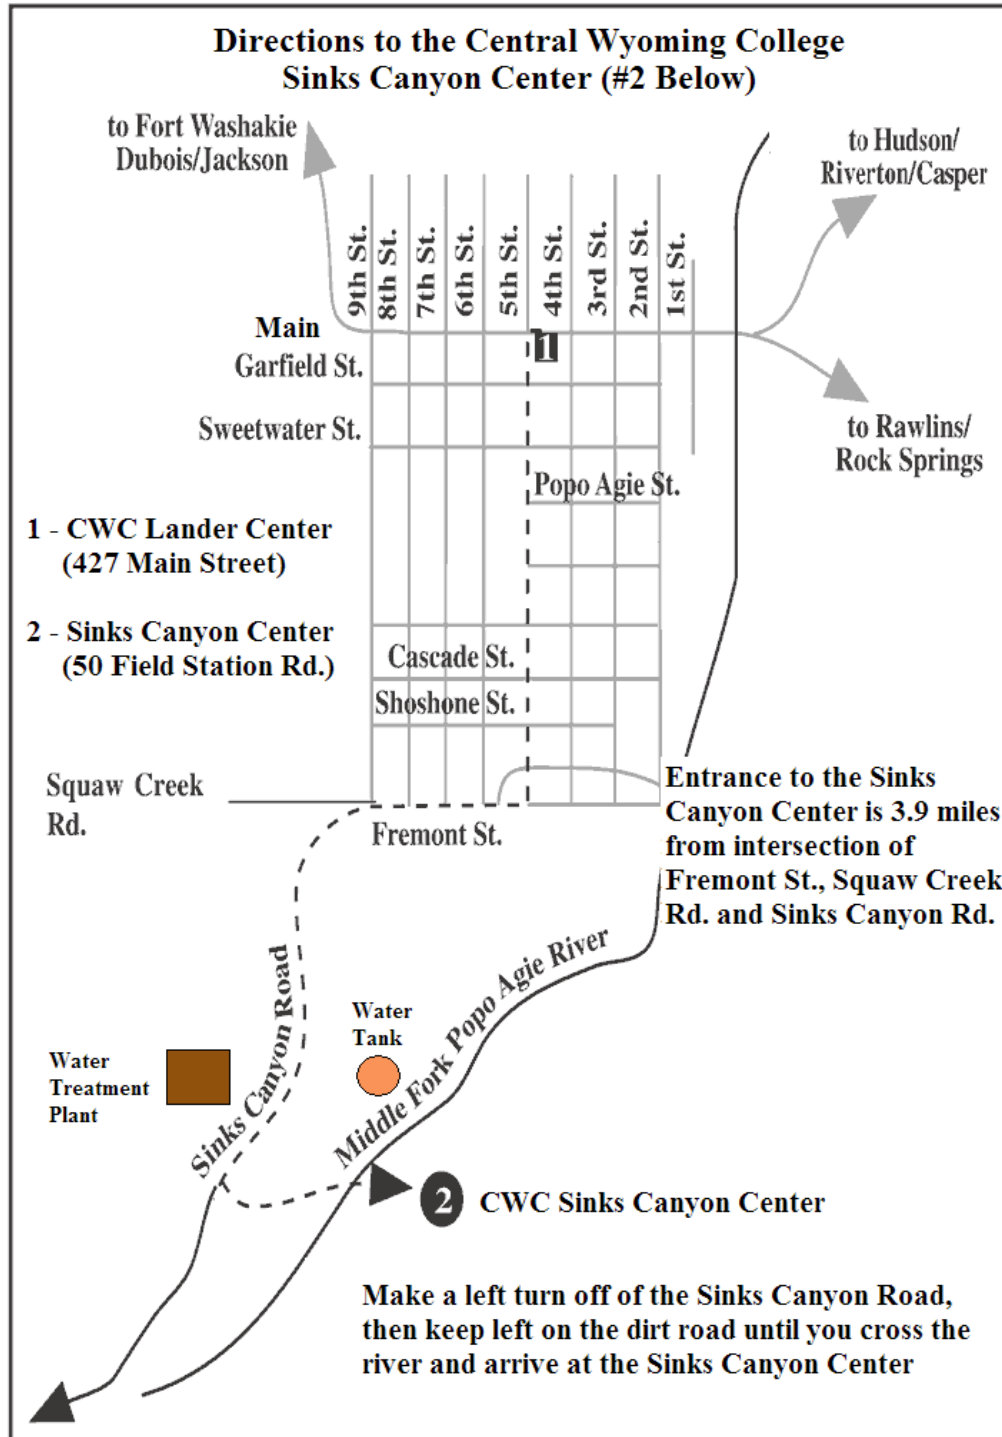 Directions to the Central Wyoming College
Sinks Canyon Center (#2 Below)
to Fort Washakie
Dubois/Jackson
to Hudson/
Riverton/Casper
9th St.
8th St.
7th St.
6th St.
5th St.
4th St.
3rd St.
2nd St.
1st St.
Main
1
Garfield St.
Sweetwater St.
to Rawlins/
Rock Springs
Popo Agie St.
1 - CWC Lander Center
(427 Main Street)
2 - Sinks Canyon Center
(50 Field Station Rd.)
Cascade St.
Shoshone St.
Squaw Creek
Rd.
Fremont St.
Entrance to the Sinks
Canyon Center is 3.9 miles
from intersection of
Fremont St., Squaw Creek
Rd. and Sinks Canyon Rd.
Sinks Canyon Road
Middle Fork Popo Agie River
Water
Tank
Water
Treatment
Plant
2
CWC Sinks Canyon Center
Make a left turn off of the Sinks Canyon Road,
then keep left on the dirt road until you cross the
river and arrive at the Sinks Canyon Center